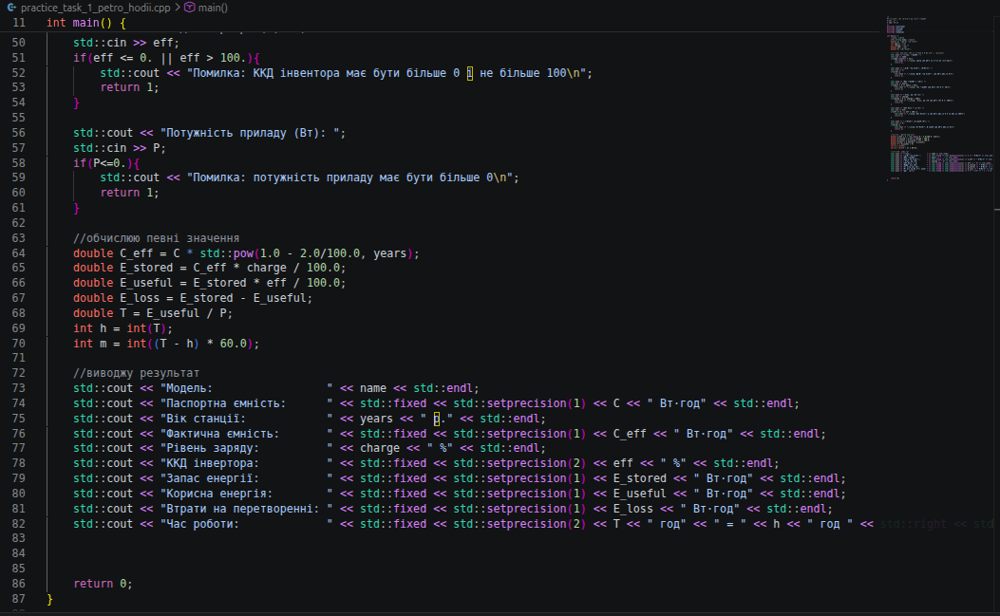 practice_task_1_petro_hodii.cpp > main()
11 int main() {
50 std::cin >> eff;
51 if(eff <= 0. || eff > 100.){
52 std::cout << "Помилка: ККД інвентора має бути більше 0 і не більше 100\n";
53 return 1;
54 }
55
56 std::cout << "Потужність приладу (Вт): ";
57 std::cin >> P;
58 if(P<=0.){
59 std::cout << "Помилка: потужність приладу має бути більше 0\n";
60 return 1;
61 }
62
63 //обчислюю певні значення
64 double C_eff = C * std::pow(1.0 - 2.0/100.0, years);
65 double E_stored = C_eff * charge / 100.0;
66 double E_useful = E_stored * eff / 100.0;
67 double E_loss = E_stored - E_useful;
68 double T = E_useful / P;
69 int h = int(T);
70 int m = int((T - h) * 60.0);
71
72 //виводжу результат
73 std::cout << "Модель: " << name << std::endl;
74 std::cout << "Паспортна ємність: " << std::fixed << std::setprecision(1) << C << " Вт·год" << std::endl;
75 std::cout << "Вік станції: " << years << " р." << std::endl;
76 std::cout << "Фактична ємність: " << std::fixed << std::setprecision(1) << C_eff << " Вт·год" << std::endl;
77 std::cout << "Рівень заряду: " << charge << " %" << std::endl;
78 std::cout << "ККД інвертора: " << std::fixed << std::setprecision(2) << eff << " %" << std::endl;
79 std::cout << "Запас енергії: " << std::fixed << std::setprecision(1) << E_stored << " Вт·год" << std::endl;
80 std::cout << "Корисна енергія: " << std::fixed << std::setprecision(1) << E_useful << " Вт·год" << std::endl;
81 std::cout << "Втрати на перетворенні: " << std::fixed << std::setprecision(1) << E_loss << " Вт·год" << std::endl;
82 std::cout << "Час роботи: " << std::fixed << std::setprecision(2) << T << " год" << " = " << h << " год " << std::right << std
83
84
85
86 return 0;
87 }